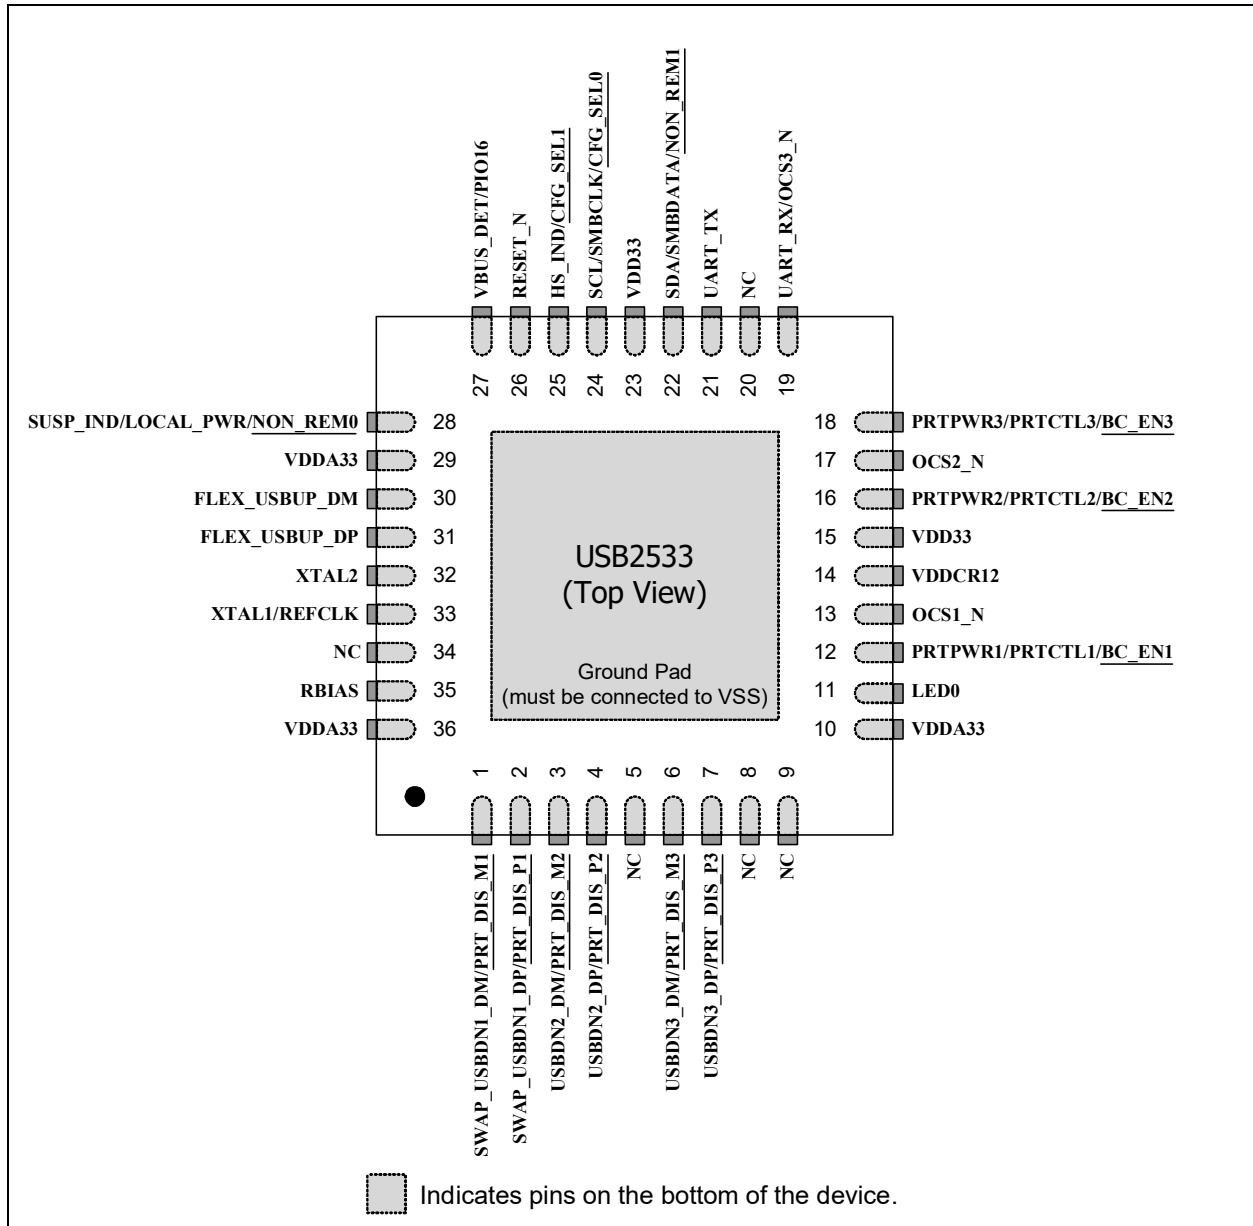 VBUS_DET/PIO16
RESET_N
HS_IND/CFG_SEL1
SCL/SMBCLK/CFG_SEL0
VDD33
SDA/SMBDATA/NON_REM1
UART_TX
NC
UART_RX/OCS3_N
27
26
25
24
23
22
21
20
19
SUSP_IND/LOCAL_PWR/NON_REM0 28
VDDA33 29
FLEX_USBUP_DM 30
FLEX_USBUP_DP 31
XTAL2 32
XTAL1/REFCLK 33
NC 34
RBIAS 35
VDDA33 36
USB2533
(Top View)
Ground Pad
(must be connected to VSS)
18 PRTPWR3/PRTCTL3/BC_EN3
17 OCS2_N
16 PRTPWR2/PRTCTL2/BC_EN2
15 VDD33
14 VDDCR12
13 OCS1_N
12 PRTPWR1/PRTCTL1/BC_EN1
11 LED0
10 VDDA33
1
2
3
4
5
6
7
8
9
SWAP_USBDN1_DM/PRT_DIS_M1
SWAP_USBDN1_DP/PRT_DIS_P1
USBDN2_DM/PRT_DIS_M2
USBDN2_DP/PRT_DIS_P2
NC
USBDN3_DM/PRT_DIS_M3
USBDN3_DP/PRT_DIS_P3
NC
NC
Indicates pins on the bottom of the device.